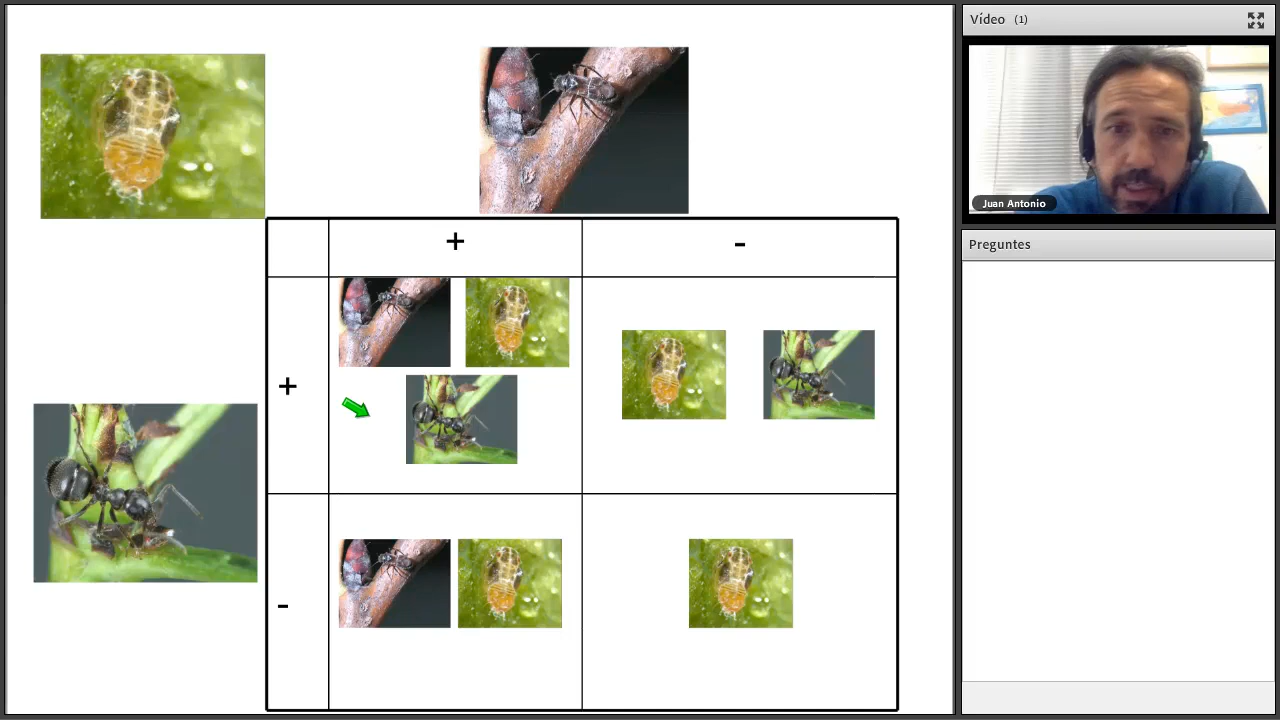 Vídeo (1)
Juan Antonio
Preguntes
+
-
+
-